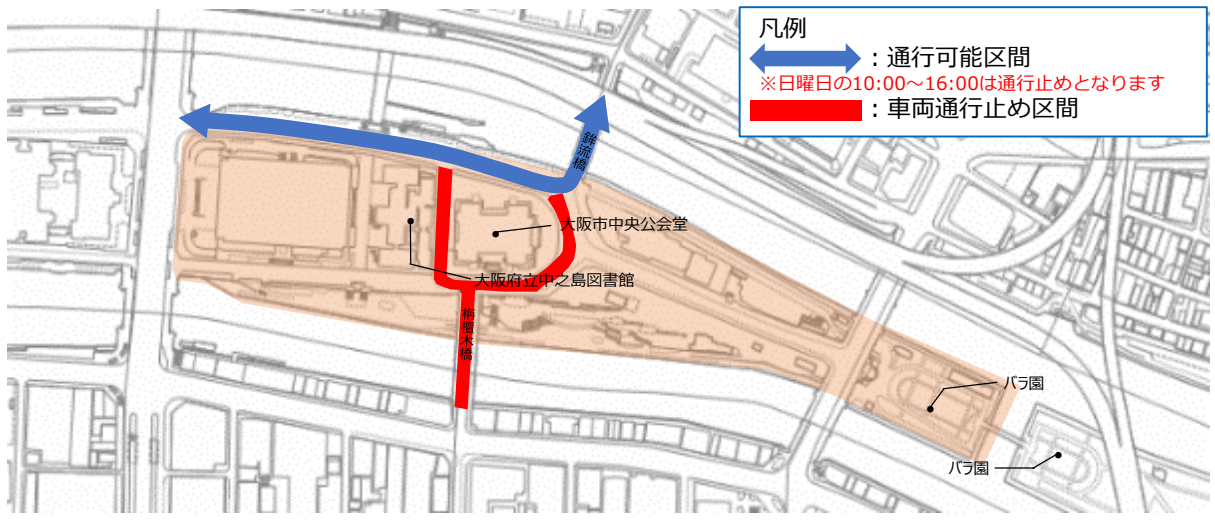 凡例
：通行可能区間
※日曜日の10:00～16:00は通行止めとなります
：車両通行止め区間
鉾流橋
大阪市中央公会堂
大阪府立中之島図書館
栴檀木橋
バラ園
バラ園